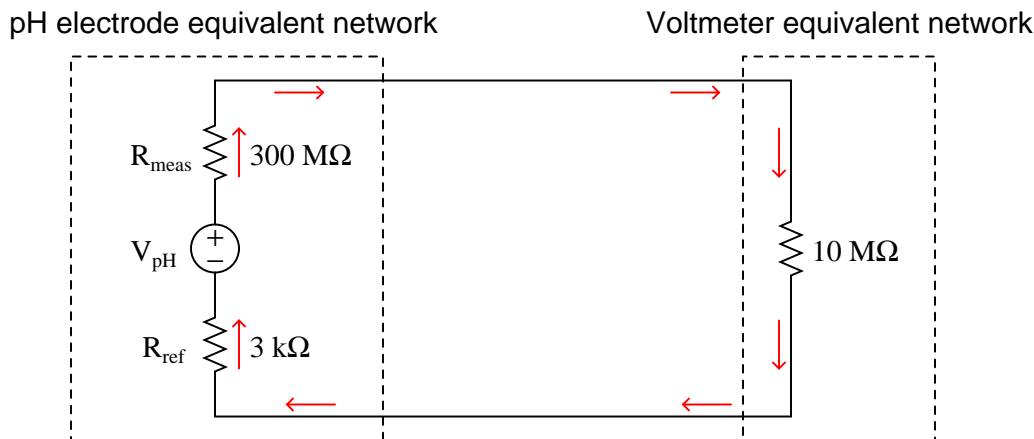 pH electrode equivalent network
Voltmeter equivalent network
R_meas
300 MΩ
V_pH
+
−
10 MΩ
R_ref
3 kΩ